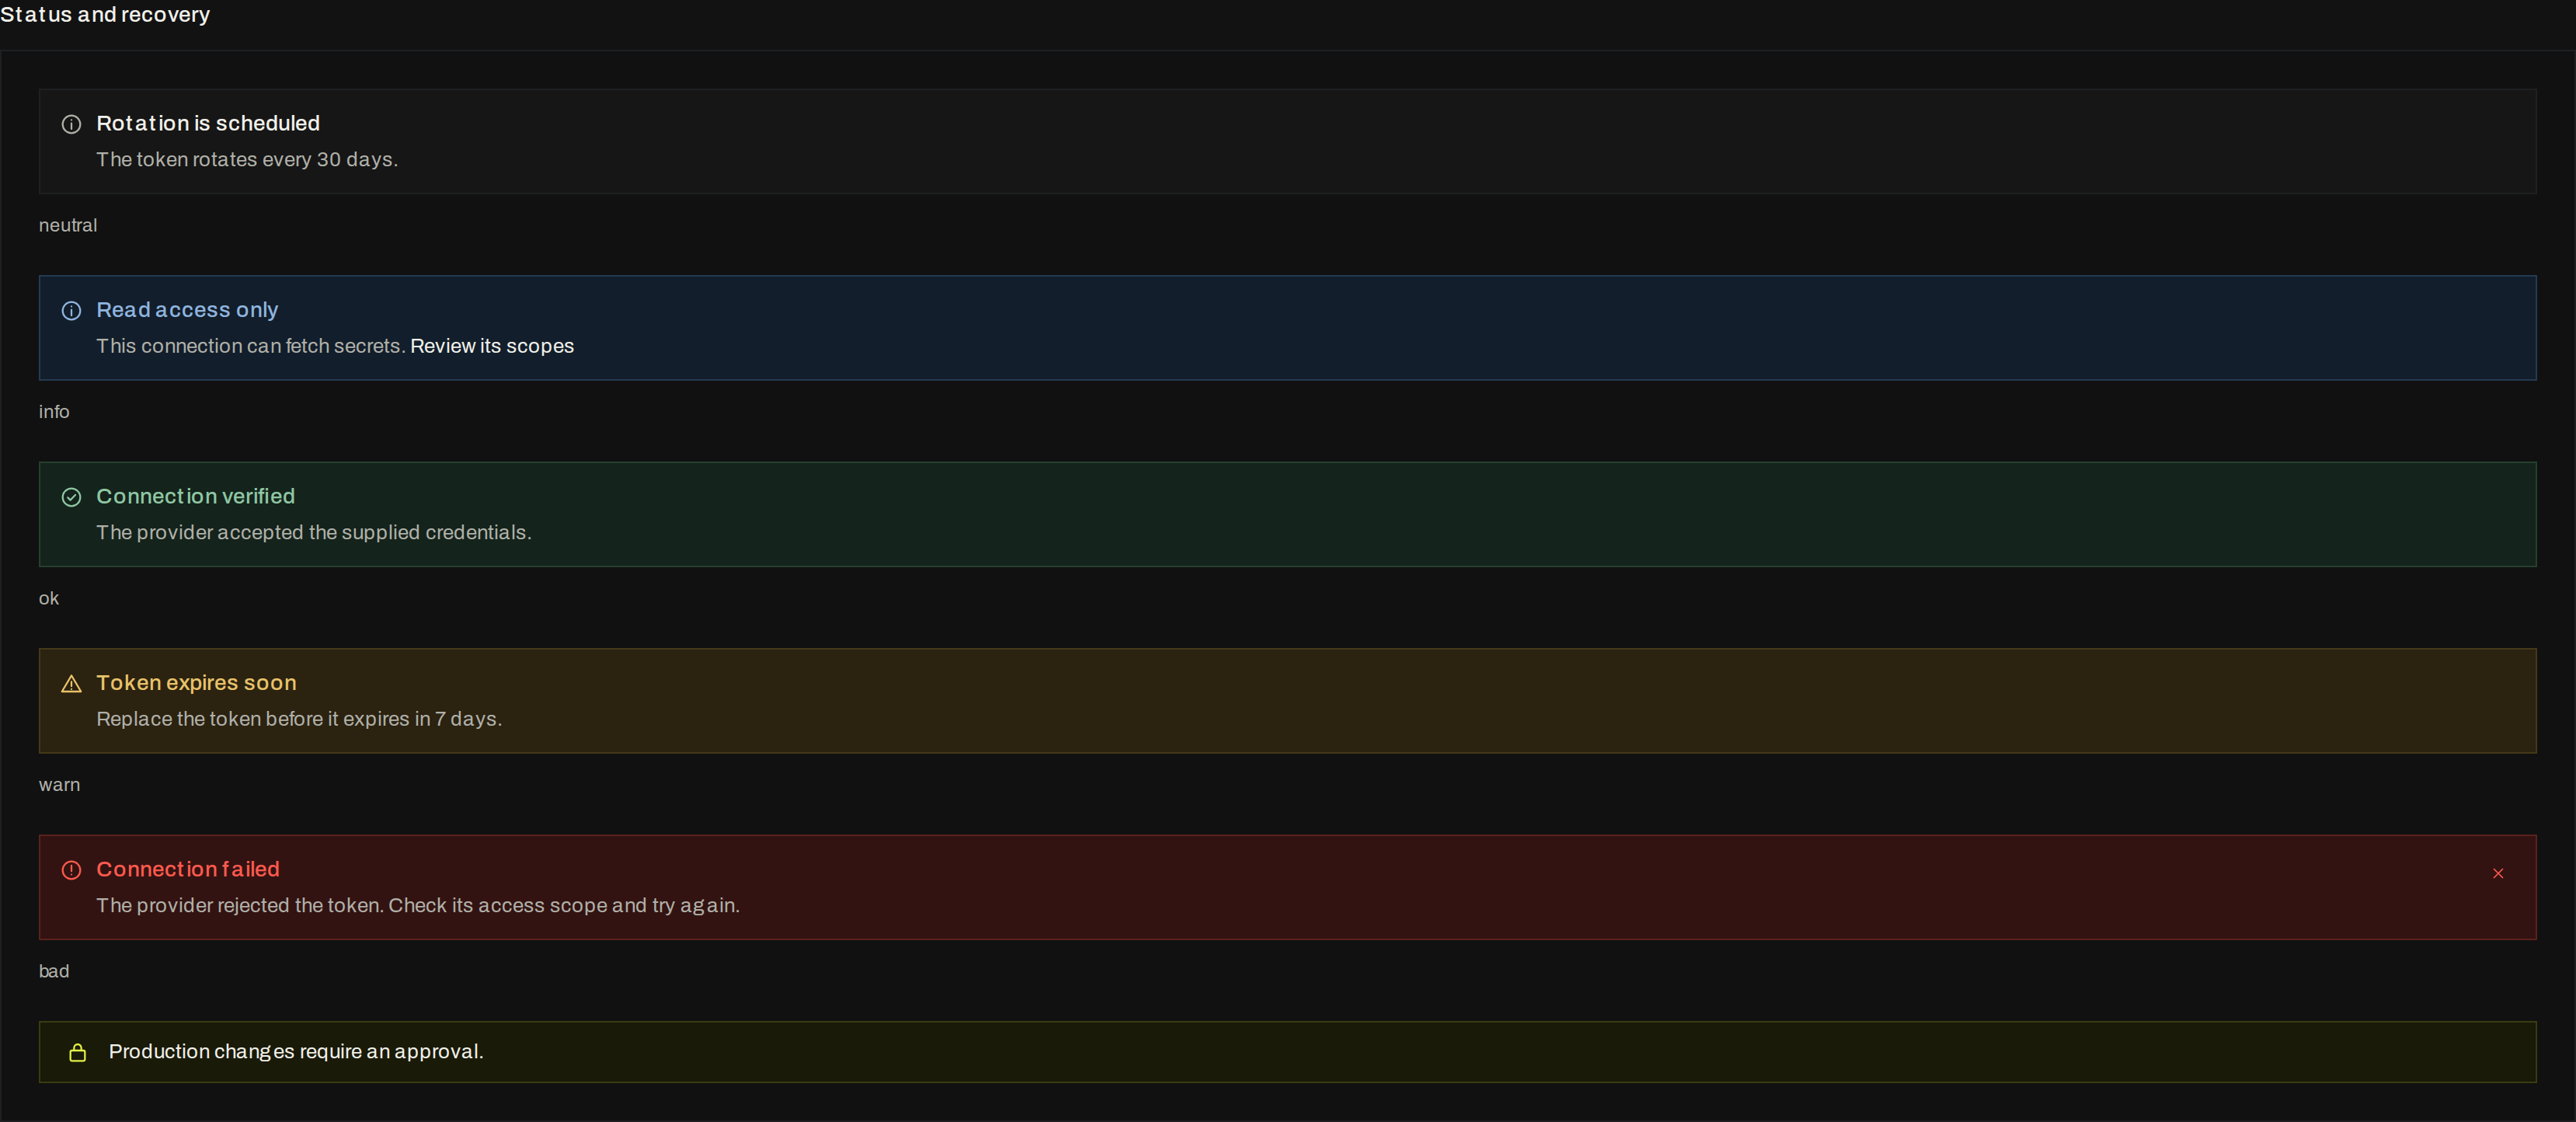 Status and recovery
Rotation is scheduled
The token rotates every 30 days.
neutral
Read access only
This connection can fetch secrets. Review its scopes
info
Connection verified
The provider accepted the supplied credentials.
ok
Token expires soon
Replace the token before it expires in 7 days.
warn
Connection failed
The provider rejected the token. Check its access scope and try again.
bad
Production changes require an approval.